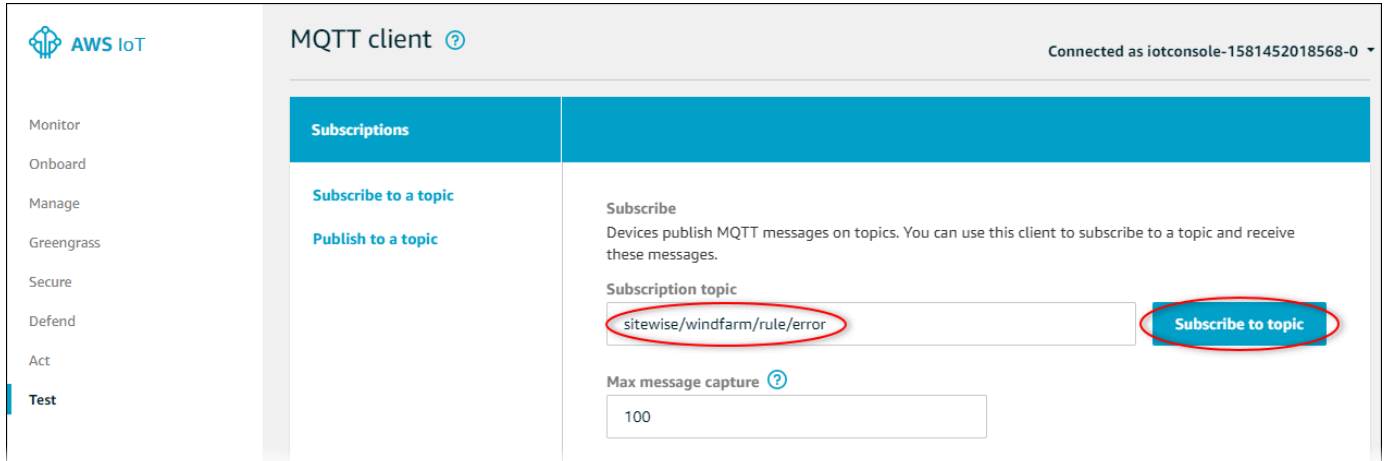 AWS IoT
MQTT client ?
Connected as iotconsole-1581452018568-0
Monitor
Onboard
Manage
Greengrass
Secure
Defend
Act
Test
Subscriptions
Subscribe to a topic
Publish to a topic
Subscribe
Devices publish MQTT messages on topics. You can use this client to subscribe to a topic and receive
these messages.
Subscription topic
sitewise/windfarm/rule/error
Subscribe to topic
Max message capture ?
100